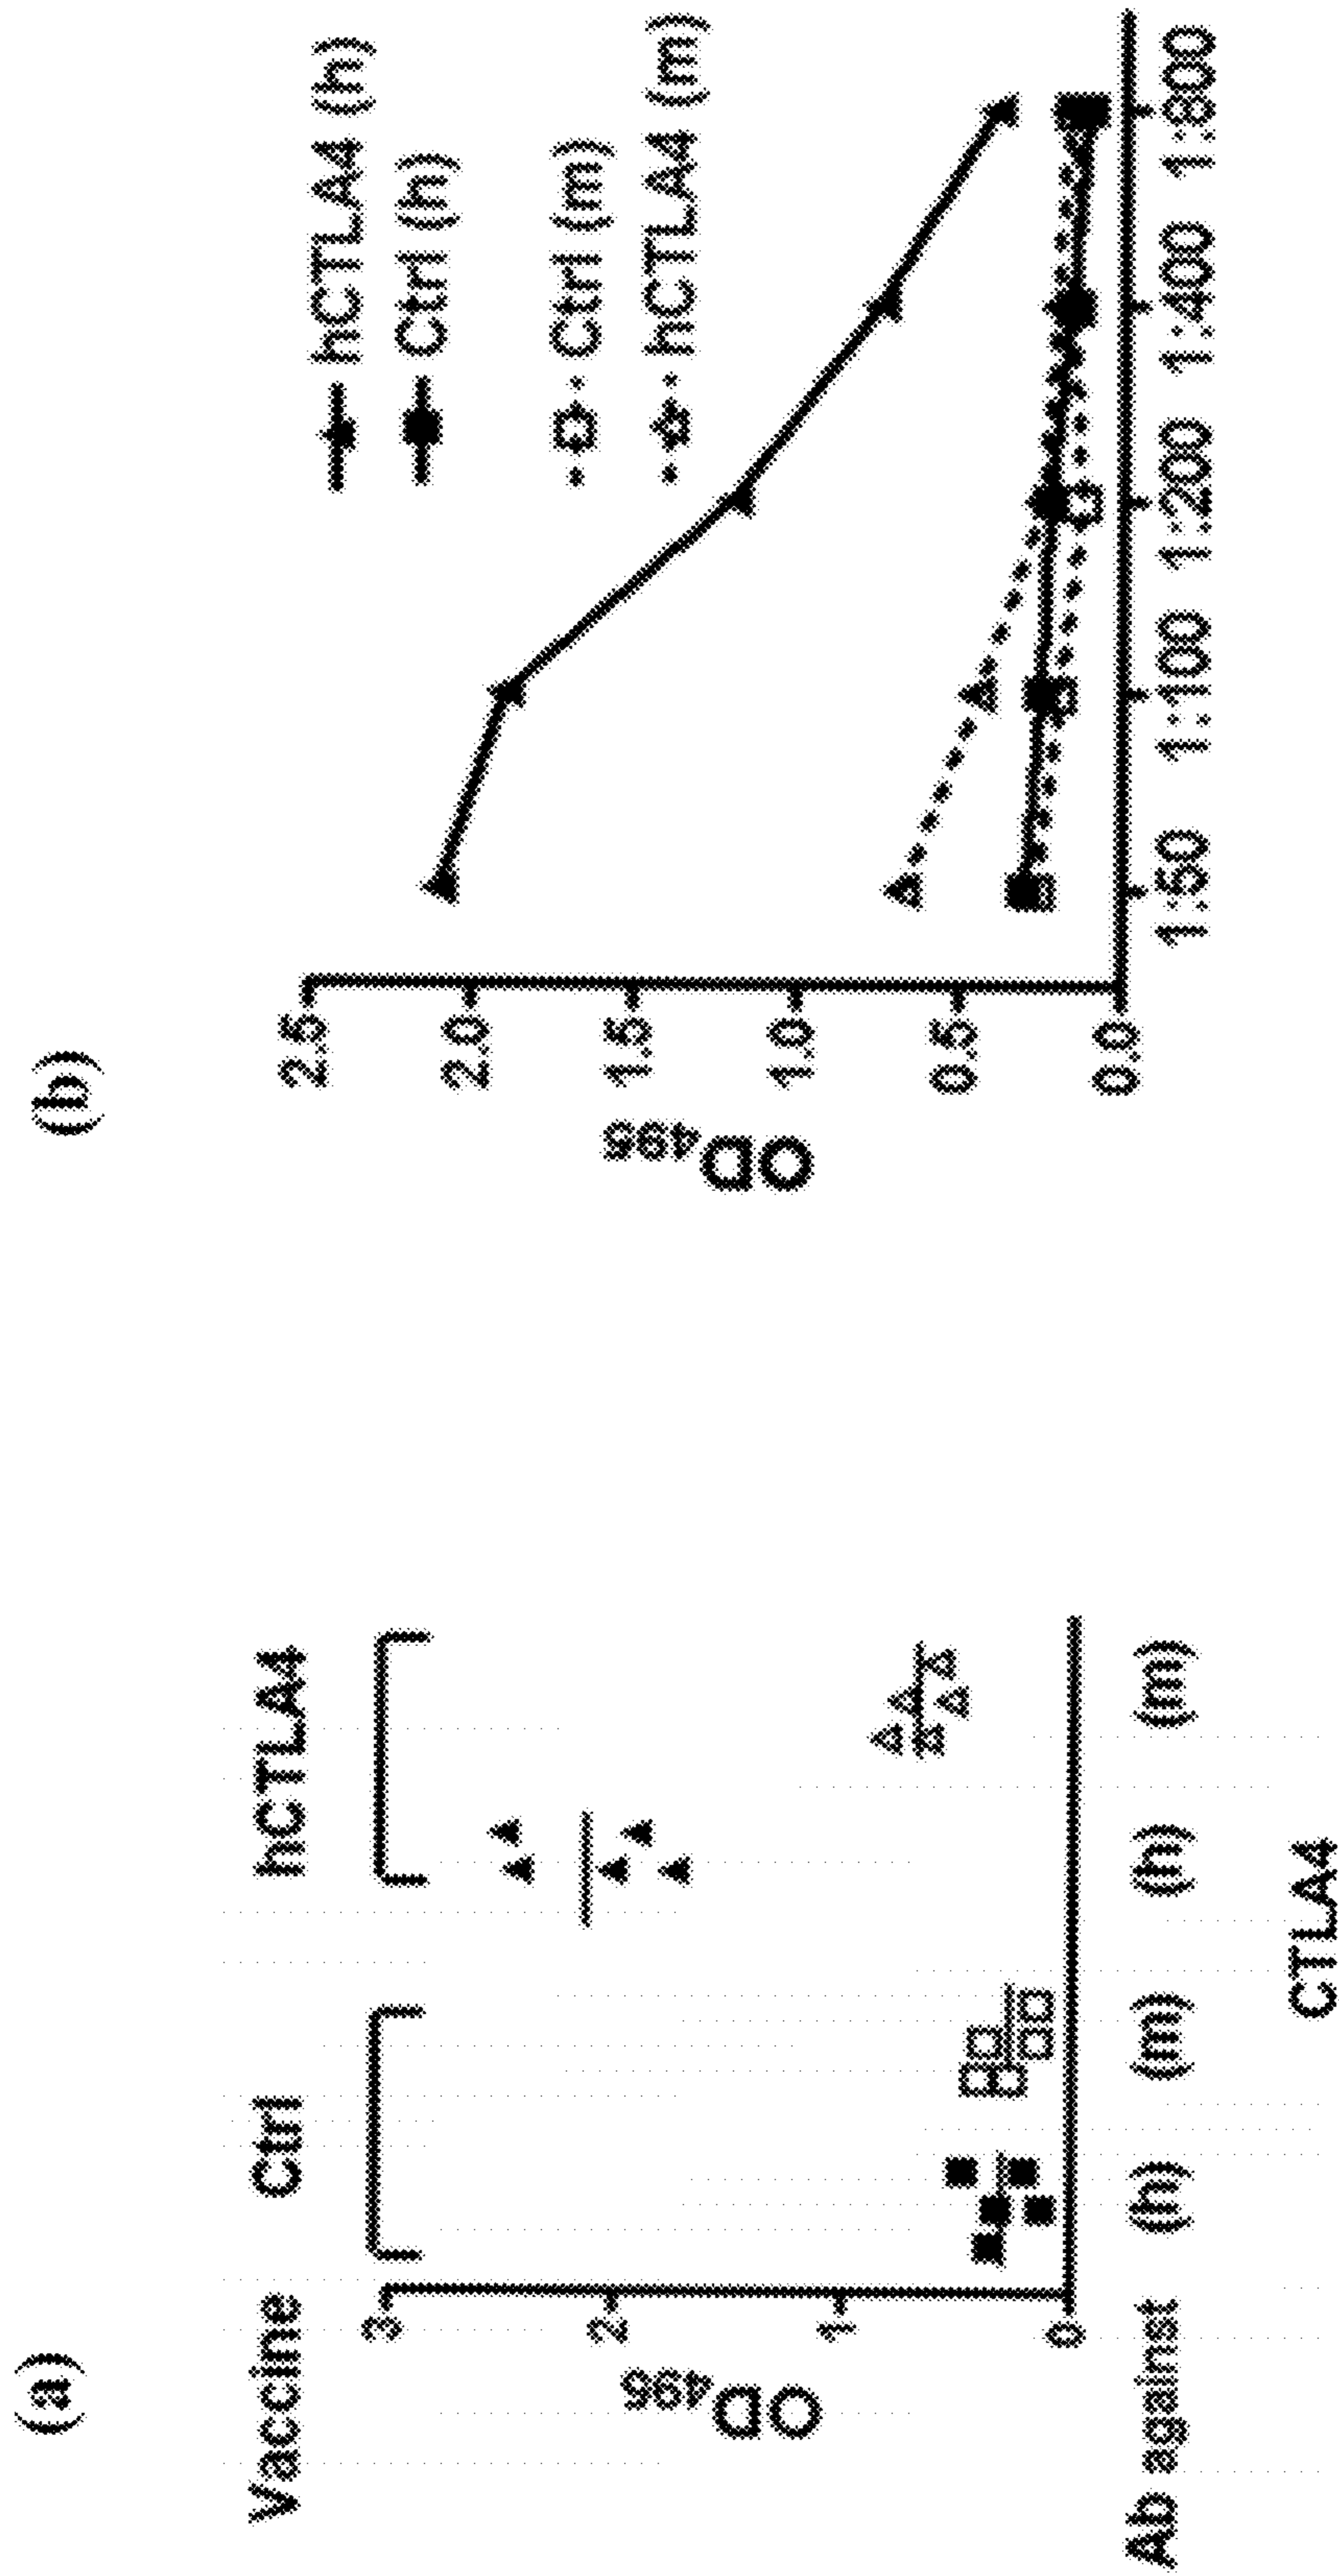 (a)
Vaccine Ctrl hCTLA4
3
2
1
0
OD495
Ab against (h) (m) (h) (m)
CTLA4
(b)
hCTLA4 (h)
Ctrl (h)
Ctrl (m)
hCTLA4 (m)
2.5
2.0
1.5
1.0
0.5
0.0
OD495
1:50 1:100 1:200 1:400 1:800